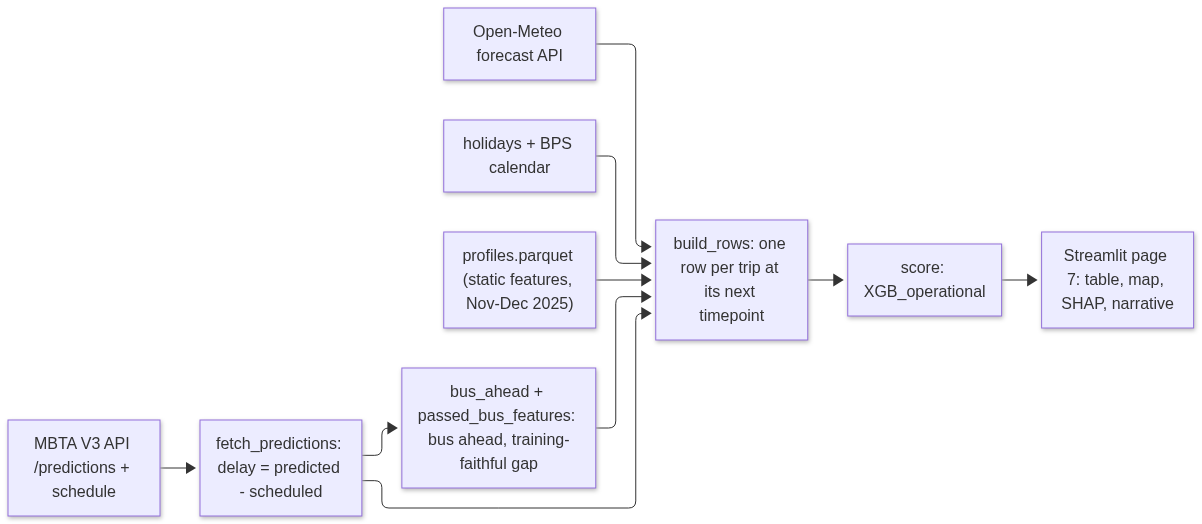 Open-Meteo
forecast API
holidays + BPS
calendar
profiles.parquet
(static features,
Nov-Dec 2025)
bus_ahead +
passed_bus_features:
bus ahead, training-
faithful gap
MBTA V3 API
/predictions +
schedule
fetch_predictions:
delay = predicted
- scheduled
build_rows: one
row per trip at
its next
timepoint
score:
XGB_operational
Streamlit page
7: table, map,
SHAP, narrative